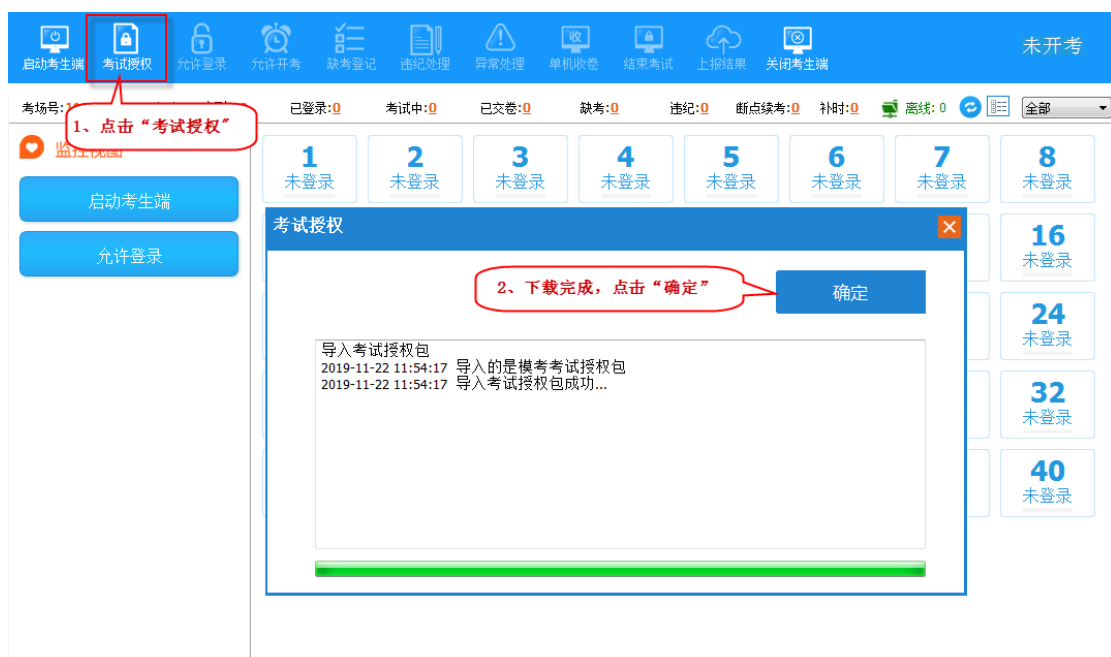 启动考生端 考试授权 允许登录 允许开考 缺考登记 违纪处理 异常处理 单机收卷 结束考试 上报结果 关闭考生端 未开考
考场号: 已登录:0 考试中:0 已交卷:0 缺考:0 违纪:0 断点续考:0 补时:0 离线: 0 全部
1、点击“考试授权”
监控视图
启动考生端
允许登录
1 2 3 4 5 6 7 8
未登录 未登录 未登录 未登录 未登录 未登录 未登录 未登录
考试授权
16
未登录
2、下载完成，点击“确定”
确定
24
未登录
导入考试授权包
2019-11-22 11:54:17 导入的是模考考试授权包
2019-11-22 11:54:17 导入考试授权包成功...
32
未登录
40
未登录